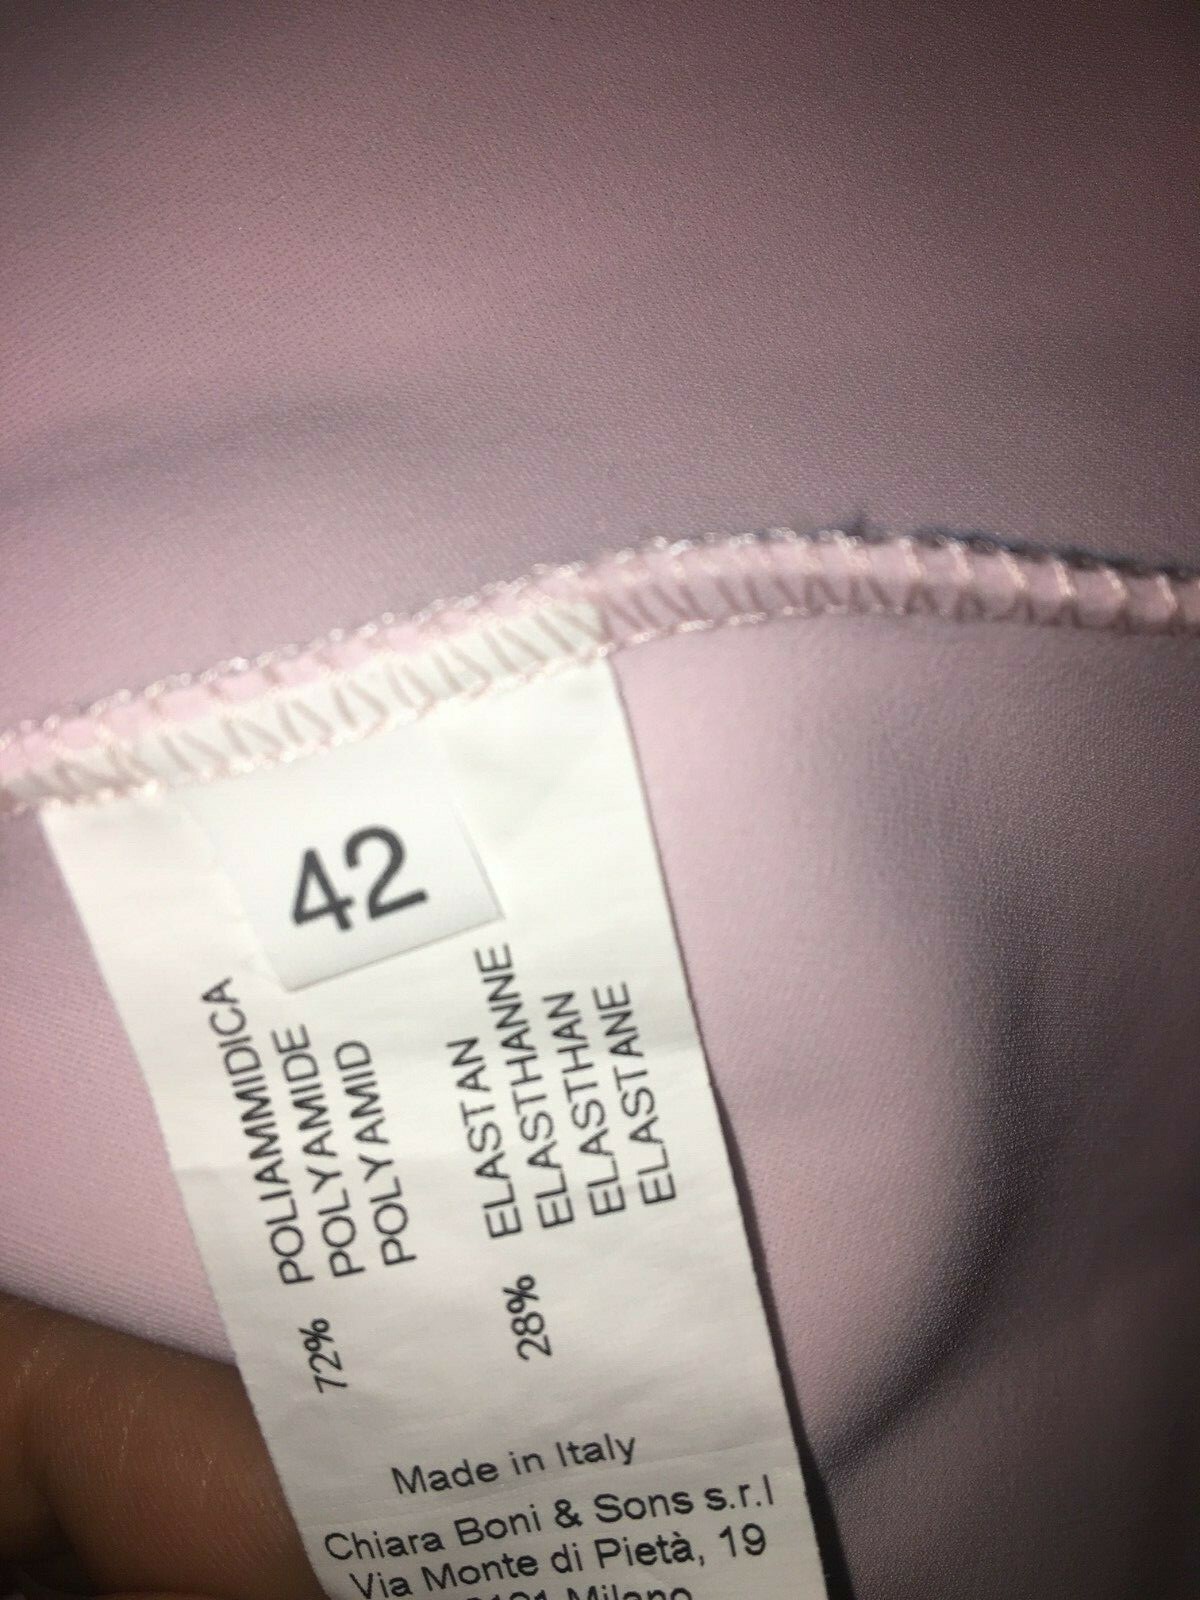 42
72% POLIAMMIDICA
POLYAMIDE
POLYAMID
28% ELASTAN
ELASTHANNE
ELASTHAN
ELASTANE
Made in Italy
Chiara Boni & Sons s.r.l
Via Monte di Pietà, 19
Milano